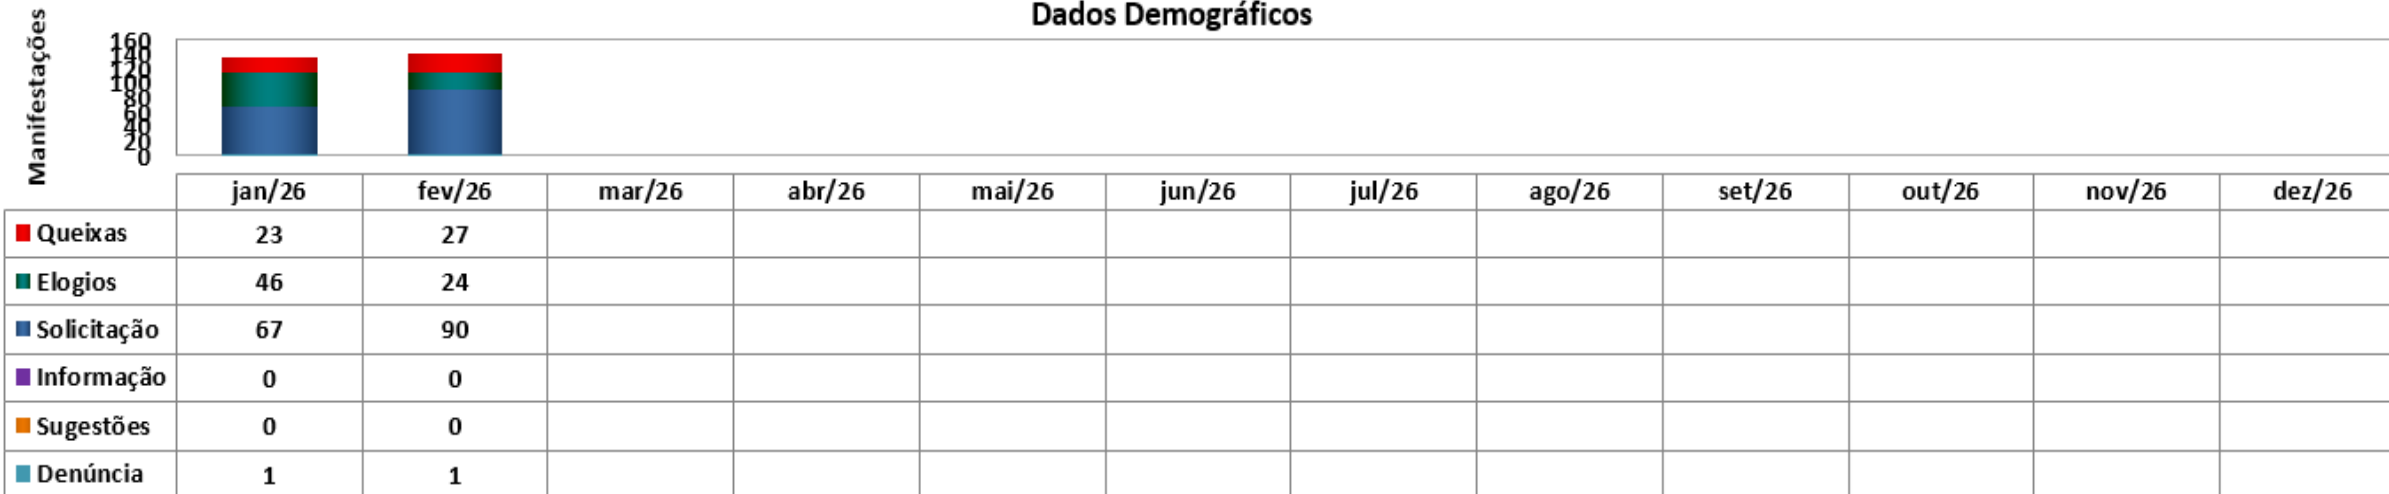 Dados Demográficos
Manifestações
160
140
120
100
80
60
40
20
0
jan/26 fev/26 mar/26 abr/26 mai/26 jun/26 jul/26 ago/26 set/26 out/26 nov/26 dez/26
Queixas 23 27
Elogios 46 24
Solicitação 67 90
Informação 0 0
Sugestões 0 0
Denúncia 1 1